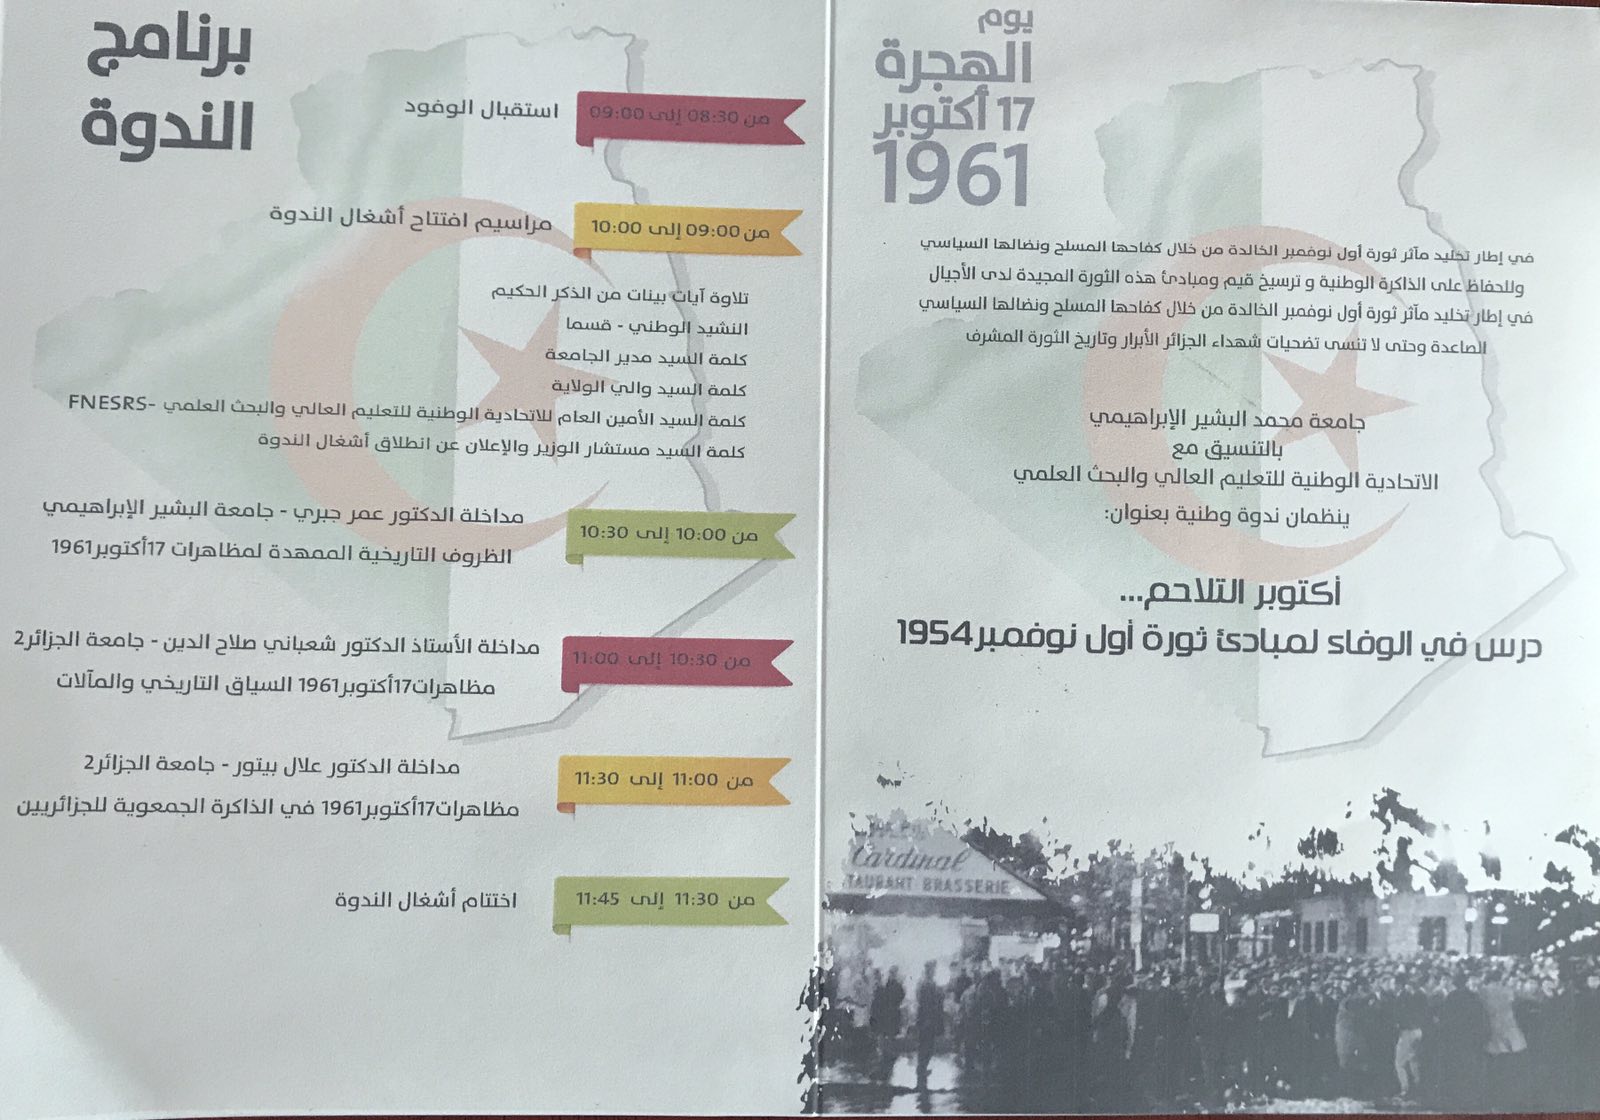 يوم
الهجرة
17 أكتوبر
1961
في إطار تخليد مآثر ثورة أول نوفمبر الخالدة من خلال كفاحها المسلح ونضالها السياسي
وللحفاظ على الذاكرة الوطنية و ترسيخ قيم ومبادئ هذه الثورة المجيدة لدى الأجيال
في إطار تخليد مآثر ثورة أول نوفمبر الخالدة من خلال كفاحها المسلح ونضالها السياسي
الصاعدة وحتى لا تنسى تضحيات شهداء الجزائر الأبرار وتاريخ الثورة المشرف
جامعة محمد البشير الإبراهيمي
بالتنسيق مع
الاتحادية الوطنية للتعليم العالي والبحث العلمي
ينظمان ندوة وطنية بعنوان:
أكتوبر التلاحم...
درس في الوفاء لمبادئ ثورة أول نوفمبر1954
Cardinal
TAURANT BRASSERIE
برنامج
الندوة
من 08:30 إلى 09:00
استقبال الوفود
من 09:00 إلى 10:00
مراسيم افتتاح أشغال الندوة
تلاوة آيات بينات من الذكر الحكيم
النشيد الوطني - قسما
كلمة السيد مدير الجامعة
كلمة السيد والي الولاية
كلمة السيد الأمين العام للاتحادية الوطنية للتعليم العالي والبحث العلمي -FNESRS
كلمة السيد مستشار الوزير والإعلان عن انطلاق أشغال الندوة
من 10:00 إلى 10:30
مداخلة الدكتور عمر جبري - جامعة البشير الإبراهيمي
الظروف التاريخية الممهدة لمظاهرات 17أكتوبر1961
من 10:30 إلى 11:00
مداخلة الأستاذ الدكتور شعباني صلاح الدين - جامعة الجزائر2
مظاهرات17أكتوبر1961 السياق التاريخي والمآلات
من 11:00 إلى 11:30
مداخلة الدكتور علال بيتور - جامعة الجزائر2
مظاهرات17أكتوبر1961 في الذاكرة الجمعوية للجزائريين
من 11:30 إلى 11:45
اختتام أشغال الندوة